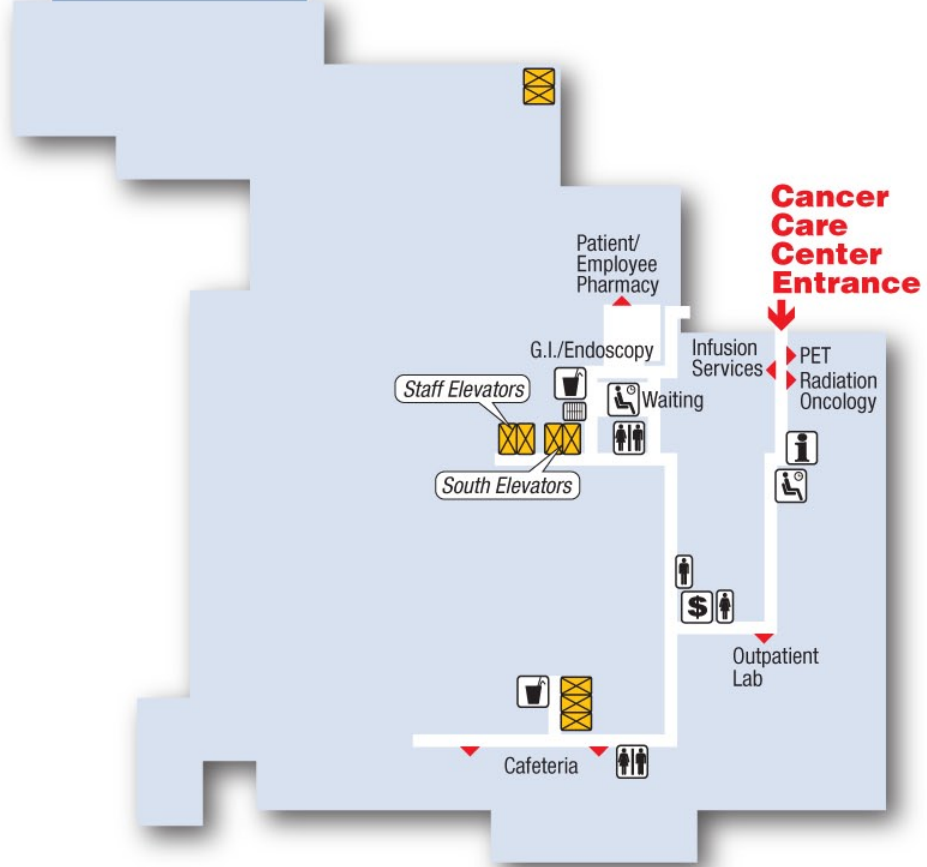 Cancer
Care
Center
Entrance
Patient/
Employee
Pharmacy
G.I./Endoscopy
Infusion
Services
PET
Radiation
Oncology
Staff Elevators
Waiting
South Elevators
i
$
Outpatient
Lab
Cafeteria